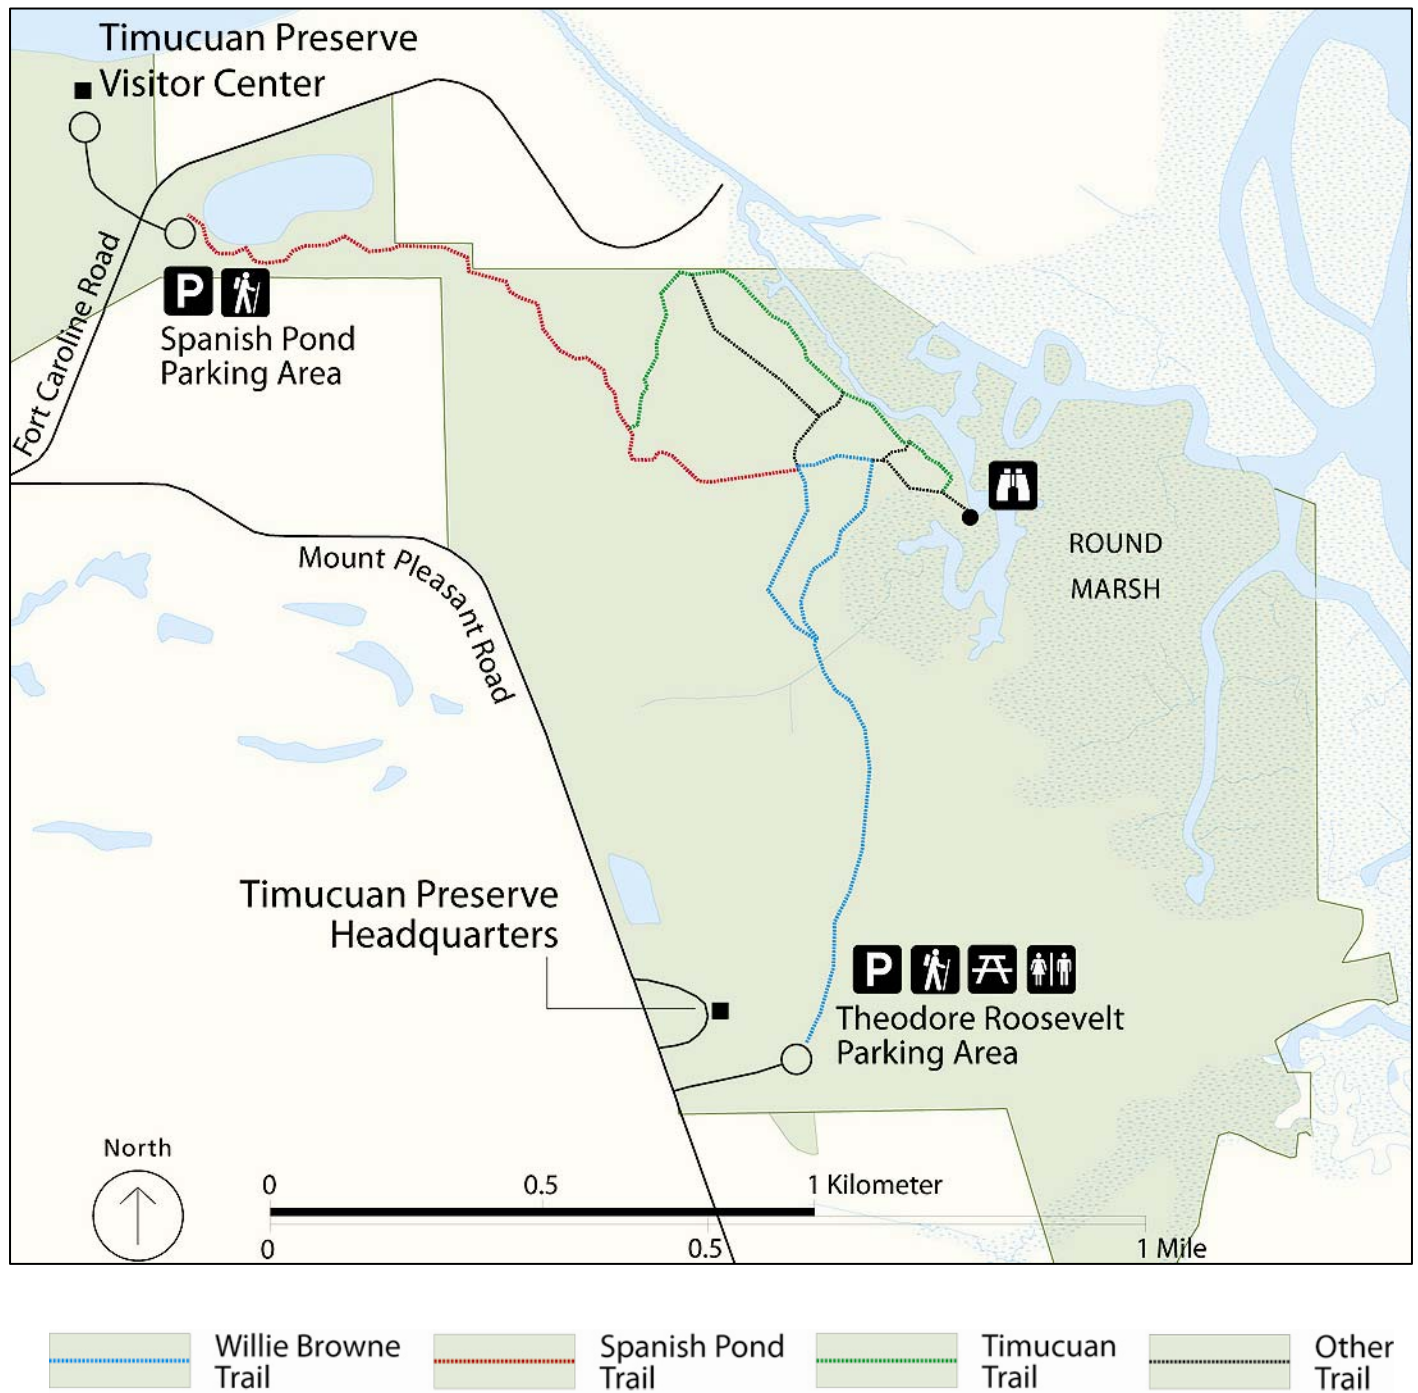 Timucuan Preserve
Visitor Center
Fort Caroline Road
P
Spanish Pond
Parking Area
Mount Pleasant Road
ROUND
MARSH
Timucuan Preserve
Headquarters
P
Theodore Roosevelt
Parking Area
North
0 0.5 1 Kilometer
0 0.5 1 Mile
Willie Browne
Trail
Spanish Pond
Trail
Timucuan
Trail
Other
Trail